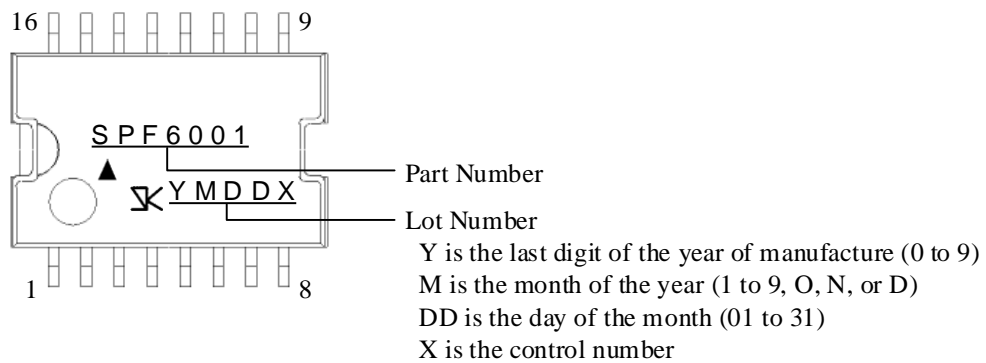 16 9
SPF6001
Part Number
YMDDX
Lot Number
Y is the last digit of the year of manufacture (0 to 9)
M is the month of the year (1 to 9, O, N, or D)
1 8
DD is the day of the month (01 to 31)
X is the control number